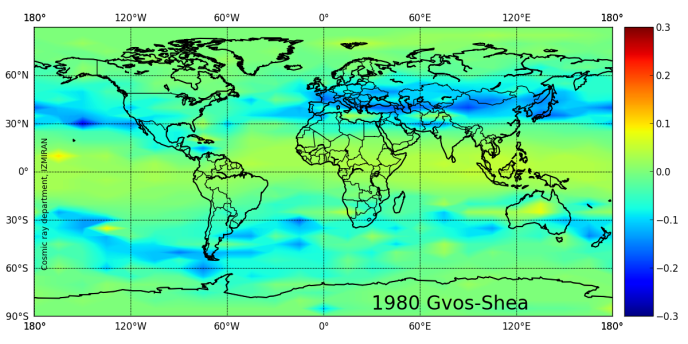 180° 120°W 60°W 0° 60°E 120°E 180°
0.3
60°N
0.2
30°N
0.1
0°
0.0
30°S
−0.1
60°S
−0.2
90°S
−0.3
Cosmic ray department, IZMIRAN
1980 Gvos-Shea
180° 120°W 60°W 0° 60°E 120°E 180°